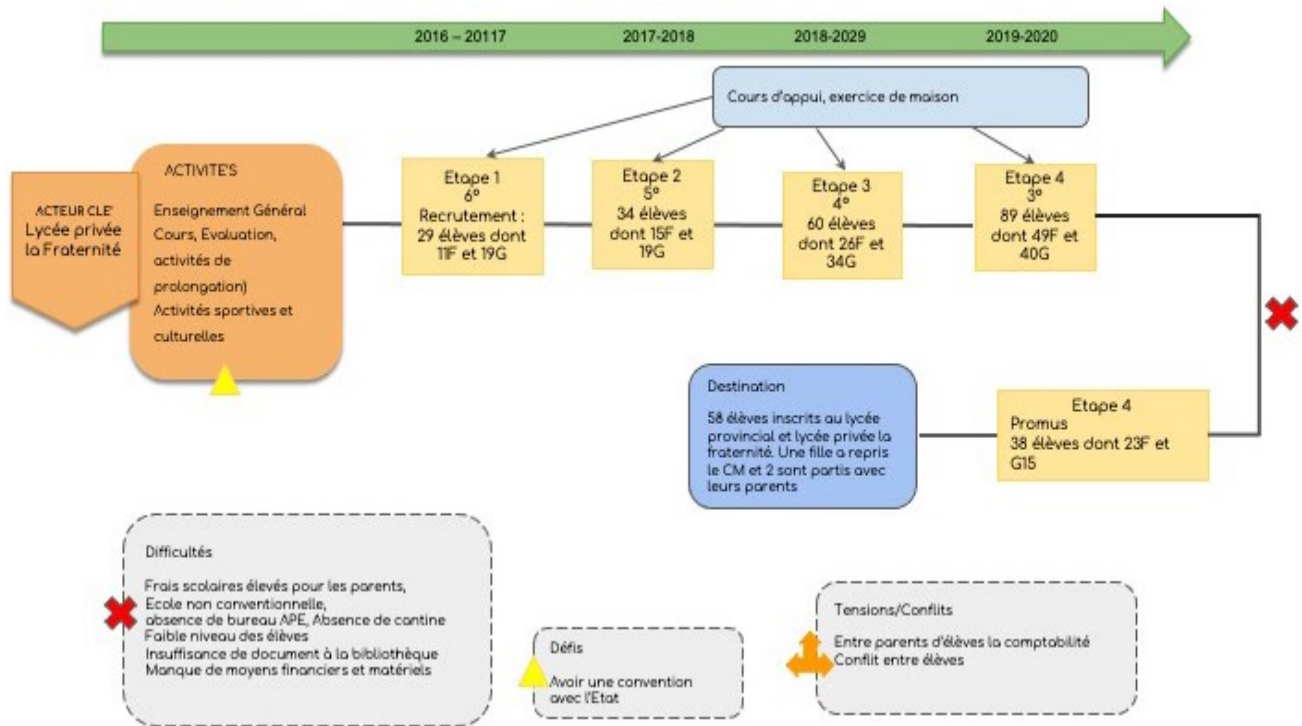 2016 – 20117
2017-2018
2018-2029
2019-2020
Cours d'appui, exercice de maison
ACTEUR CLE'
Lycée privée
la Fraternité
ACTIVITE'S
Enseignement Général
Cours, Evaluation,
activités de
prolongation)
Activités sportives et
culturelles
Etape 1
6°
Recrutement :
29 élèves dont
11F et 19G
Etape 2
5°
34 élèves
dont 15F et
19G
Etape 3
4°
60 élèves
dont 26F et
34G
Etape 4
3°
89 élèves
dont 49F et
40G
Destination
58 élèves inscrits au lycée
provincial et lycée privée la
fraternité. Une fille a repris
le CM et 2 sont partis avec
leurs parents
Etape 4
Promus
38 élèves dont 23F et
G15
Difficultés
Frais scolaires élevés pour les parents,
Ecole non conventionnelle,
absence de bureau APE, Absence de cantine
Faible niveau des élèves
Insuffisance de document à la bibliothèque
Manque de moyens financiers et matériels
Défis
Avoir une convention
avec l'Etat
Tensions/Conflits
Entre parents d'élèves la comptabilité
Conflit entre élèves